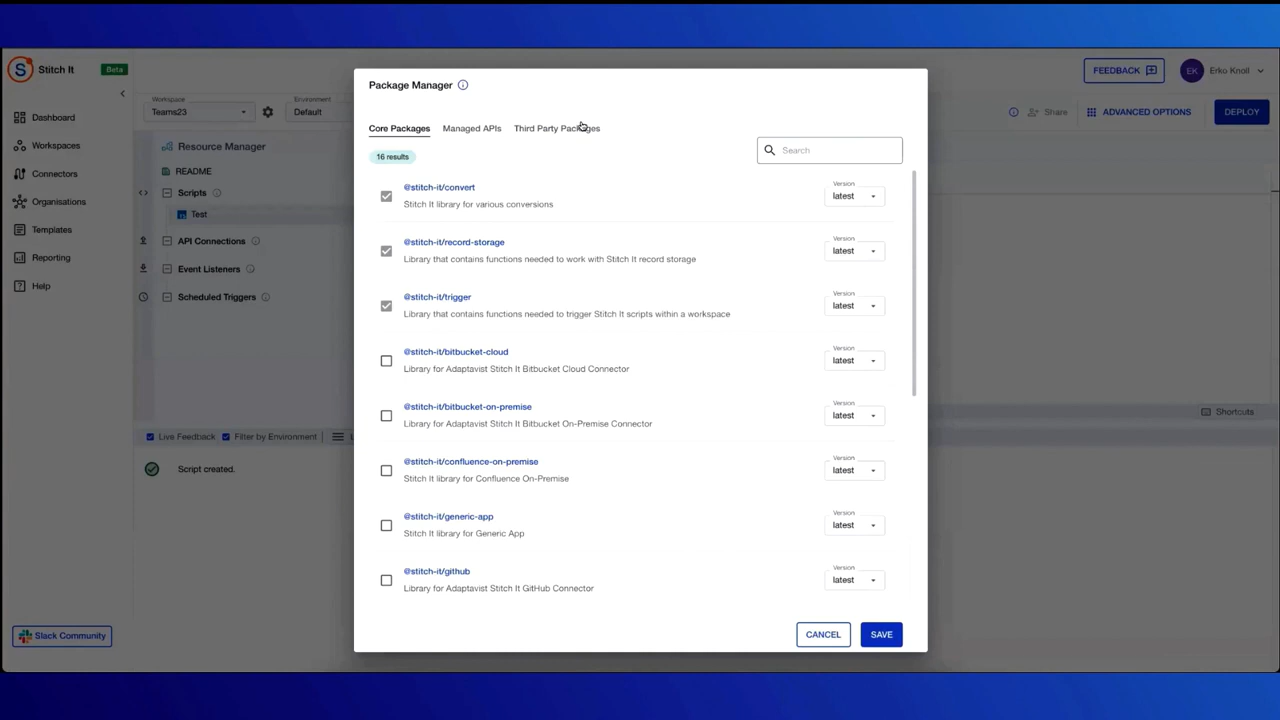 Stitch It
Beta
FEEDBACK
EK
Erko Knoll
Dashboard
Workspaces
Connectors
Organisations
Templates
Reporting
Help
Slack Community
Workspace
Teams23
Environment
Default
Share
ADVANCED OPTIONS
DEPLOY
Resource Manager
README
Scripts
Test
API Connections
Event Listeners
Scheduled Triggers
Shortcuts
Live Feedback
Filter by Environment
Script created.
Package Manager
Core Packages
Managed APIs
Third Party Packages
16 results
Search
@stitch-it/convert
Stitch It library for various conversions
Version
latest
@stitch-it/record-storage
Library that contains functions needed to work with Stitch It record storage
Version
latest
@stitch-it/trigger
Library that contains functions needed to trigger Stitch It scripts within a workspace
Version
latest
@stitch-it/bitbucket-cloud
Library for Adaptavist Stitch It Bitbucket Cloud Connector
Version
latest
@stitch-it/bitbucket-on-premise
Library for Adaptavist Stitch It Bitbucket On-Premise Connector
Version
latest
@stitch-it/confluence-on-premise
Stitch It library for Confluence On-Premise
Version
latest
@stitch-it/generic-app
Stitch It library for Generic App
Version
latest
@stitch-it/github
Library for Adaptavist Stitch It GitHub Connector
Version
latest
CANCEL
SAVE